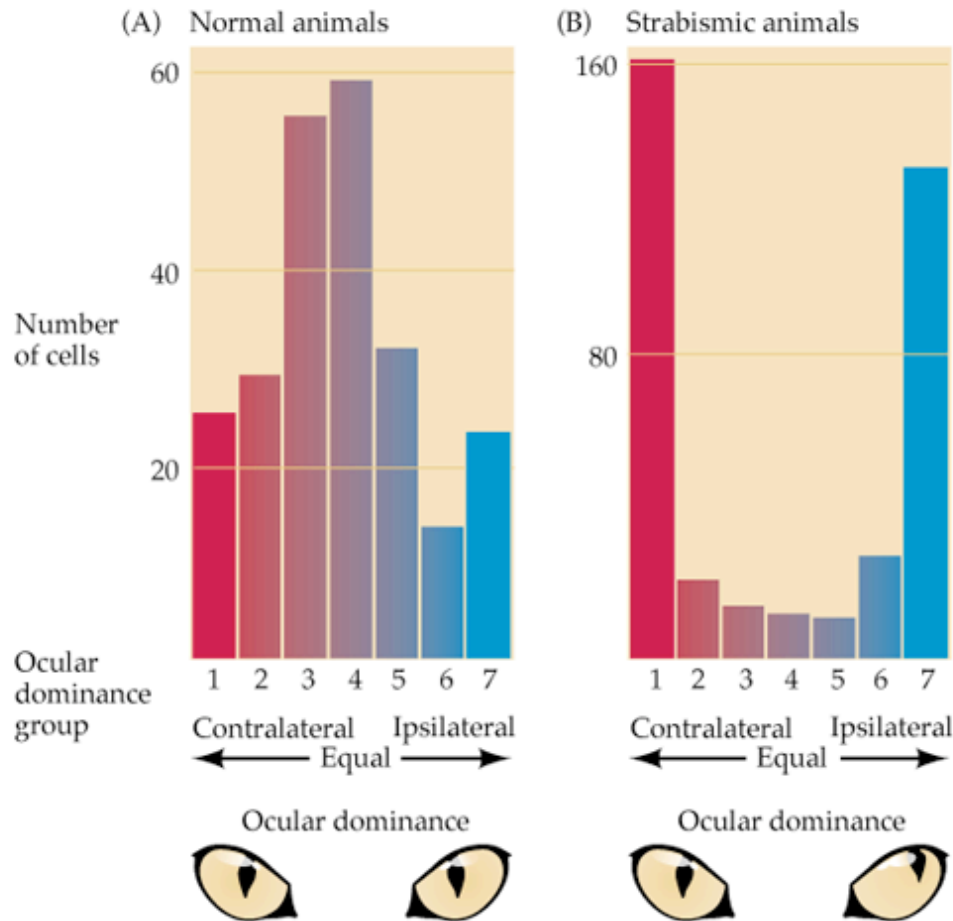 (A) Normal animals
60
40
20
Number
of cells
Ocular
dominance
group
1 2 3 4 5 6 7
Contralateral Ipsilateral
Equal
Ocular dominance
(B) Strabismic animals
160
80
1 2 3 4 5 6 7
Contralateral Ipsilateral
Equal
Ocular dominance